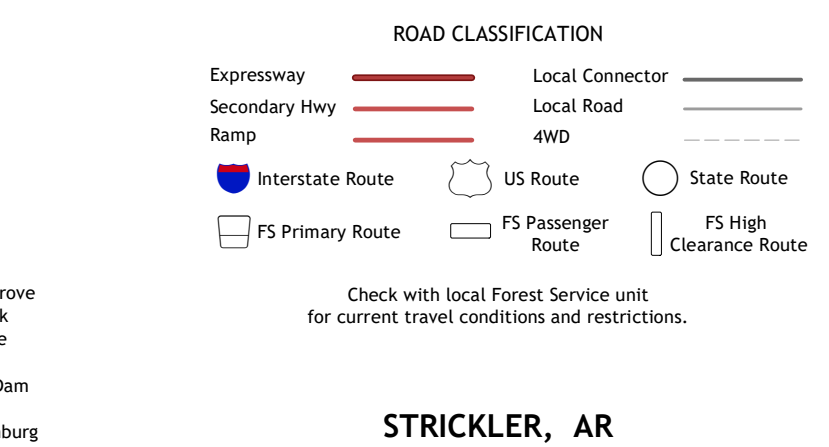 ROAD CLASSIFICATION
Expressway
Local Connector
Secondary Hwy
Local Road
Ramp
4WD
Interstate Route
US Route
State Route
FS Primary Route
FS Passenger
Route
FS High
Clearance Route
Check with local Forest Service unit
for current travel conditions and restrictions.
STRICKLER, AR